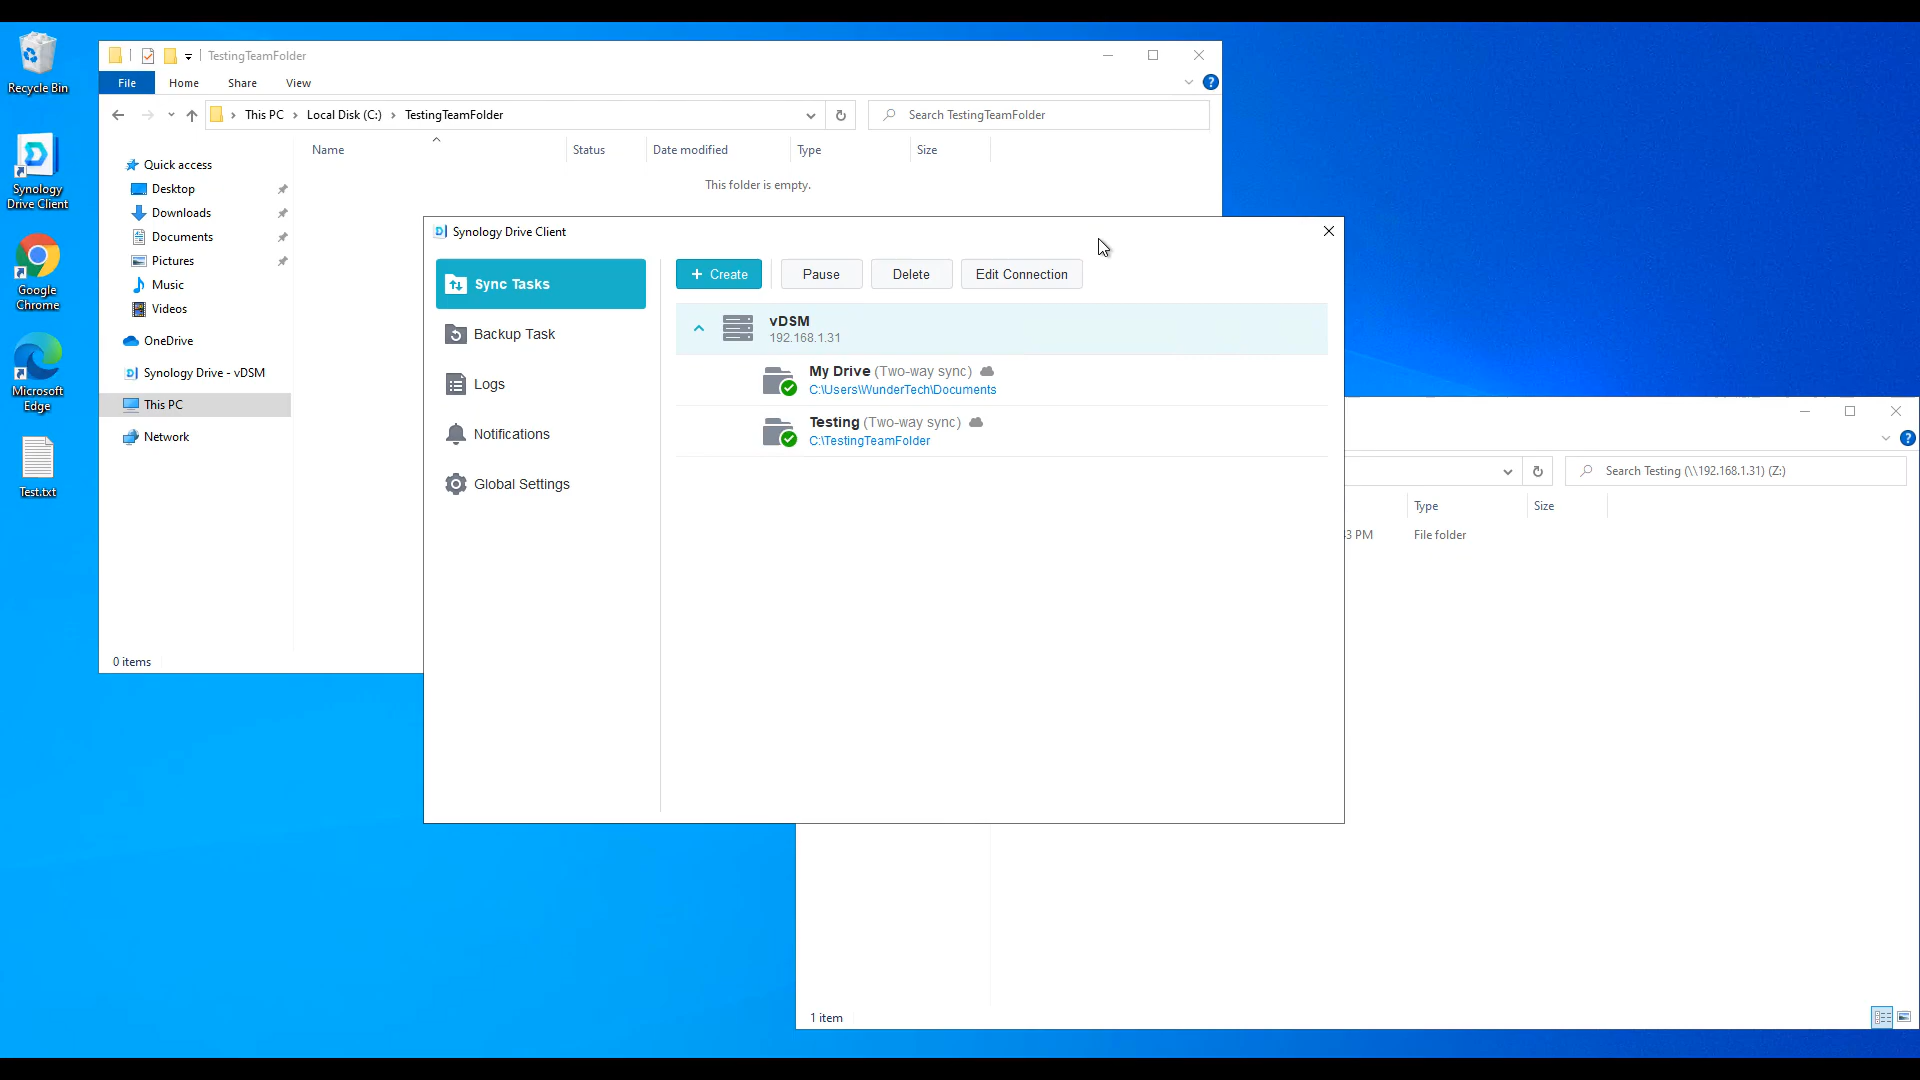 Recycle Bin
Synology
Drive Client
Google
Chrome
Microsoft
Edge
Test.txt
TestingTeamFolder
File
Home
Share
View
This PC
Local Disk (C:)
TestingTeamFolder
Search TestingTeamFolder
Name
Status
Date modified
Type
Size
This folder is empty.
Quick access
Desktop
Downloads
Documents
Pictures
Music
Videos
OneDrive
Synology Drive - vDSM
This PC
Network
0 items
Synology Drive Client
Sync Tasks
Backup Task
Logs
Notifications
Global Settings
+ Create
Pause
Delete
Edit Connection
vDSM
192.168.1.31
My Drive (Two-way sync)
C:\Users\WunderTech\Documents
Testing (Two-way sync)
C:\TestingTeamFolder
Search Testing (\\192.168.1.31) (Z:)
Type
Size
3 PM
File folder
1 item